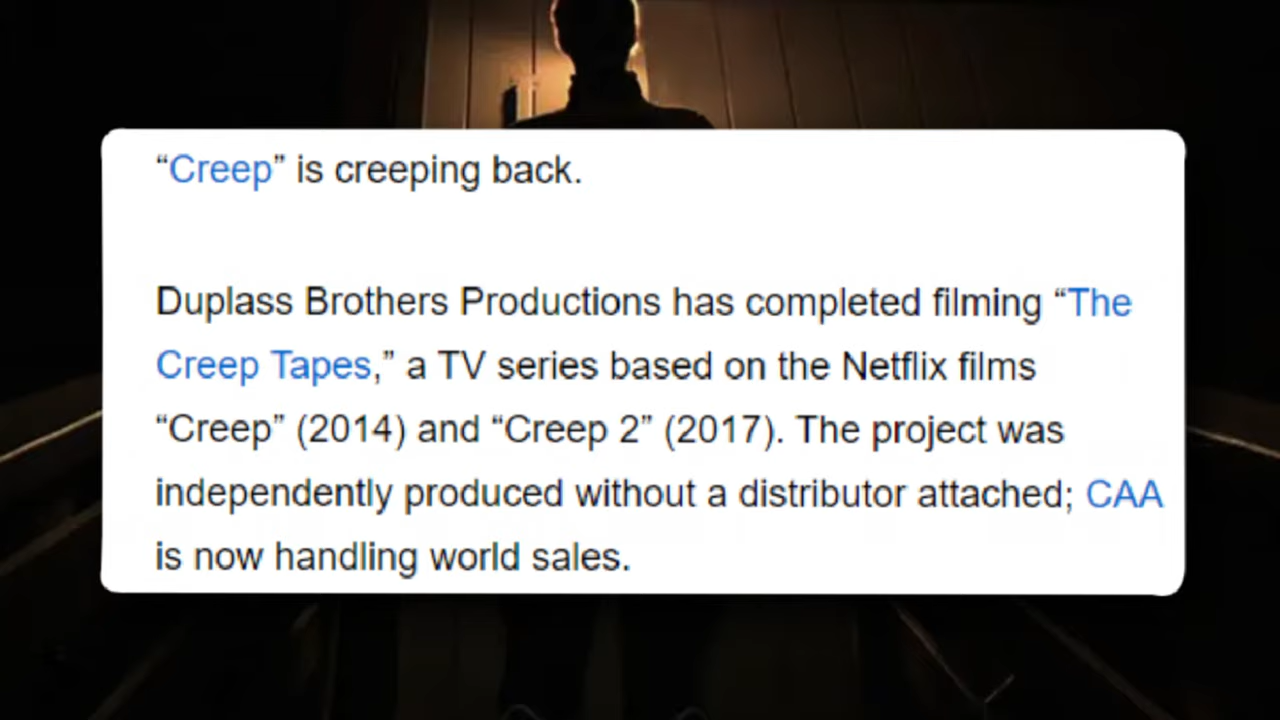 “Creep” is creeping back.
Duplass Brothers Productions has completed filming “The
Creep Tapes,” a TV series based on the Netflix films
“Creep” (2014) and “Creep 2” (2017). The project was
independently produced without a distributor attached; CAA
is now handling world sales.